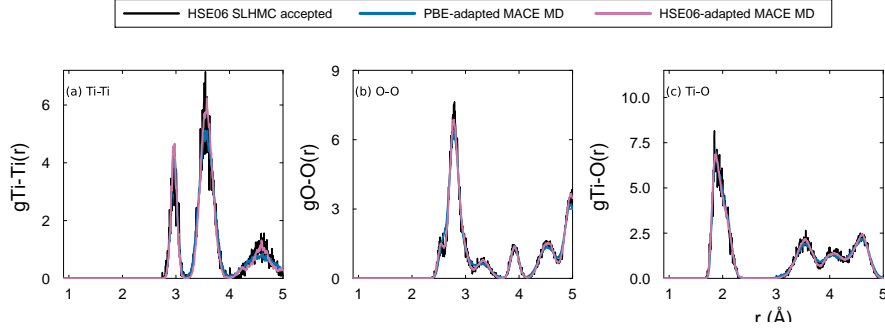 HSE06 SLHMC accepted PBE-adapted MACE MD HSE06-adapted MACE MD
(a) Ti-Ti
gTi-Ti(r)
6
4
2
0
1 2 3 4 5
(b) O-O
gO-O(r)
9
6
3
0
1 2 3 4 5
(c) Ti-O
gTi-O(r)
10.0
7.5
5.0
2.5
0.0
1 2 3 4 5
r (Å)